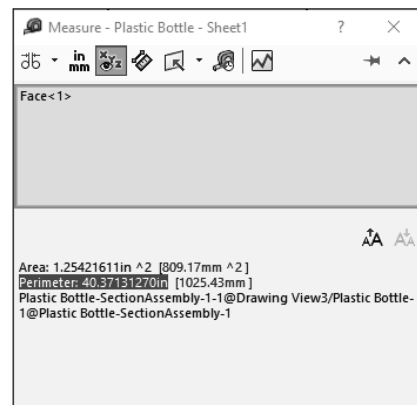 Measure - Plastic Bottle - Sheet1
?
in
mm
XYZ
Face<1>
Area: 1.25421611in ^2 [809.17mm ^2]
Perimeter: 40.37131270in [1025.43mm]
Plastic Bottle-SectionAssembly-1-1@Drawing View3/Plastic Bottle-
1@Plastic Bottle-SectionAssembly-1